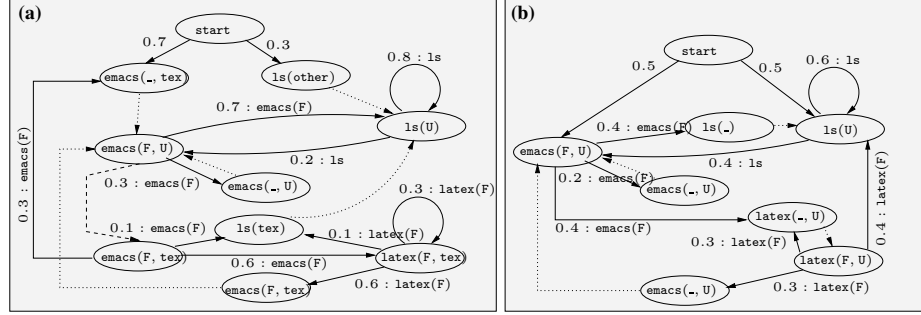 (a)
start
0.7
0.3
emacs(_, tex)
ls(other)
0.8 : ls
0.7 : emacs(F)
ls(U)
emacs(F, U)
0.2 : ls
0.3 : emacs(F)
emacs(_, U)
0.3 : emacs(F)
0.3 : latex(F)
0.1 : emacs(F)
ls(tex)
0.1 : latex(F)
emacs(F, tex)
0.6 : emacs(F)
latex(F, tex)
emacs(F, tex)
0.6 : latex(F)
(b)
start
0.5
0.5
0.6 : ls
0.4 : emacs(F)
ls(_)
ls(U)
emacs(F, U)
0.4 : ls
0.2 : emacs(F)
emacs(_, U)
0.4 : latex(F)
latex(_, U)
0.4 : emacs(F)
0.3 : latex(F)
latex(F, U)
emacs(_, U)
0.3 : latex(F)